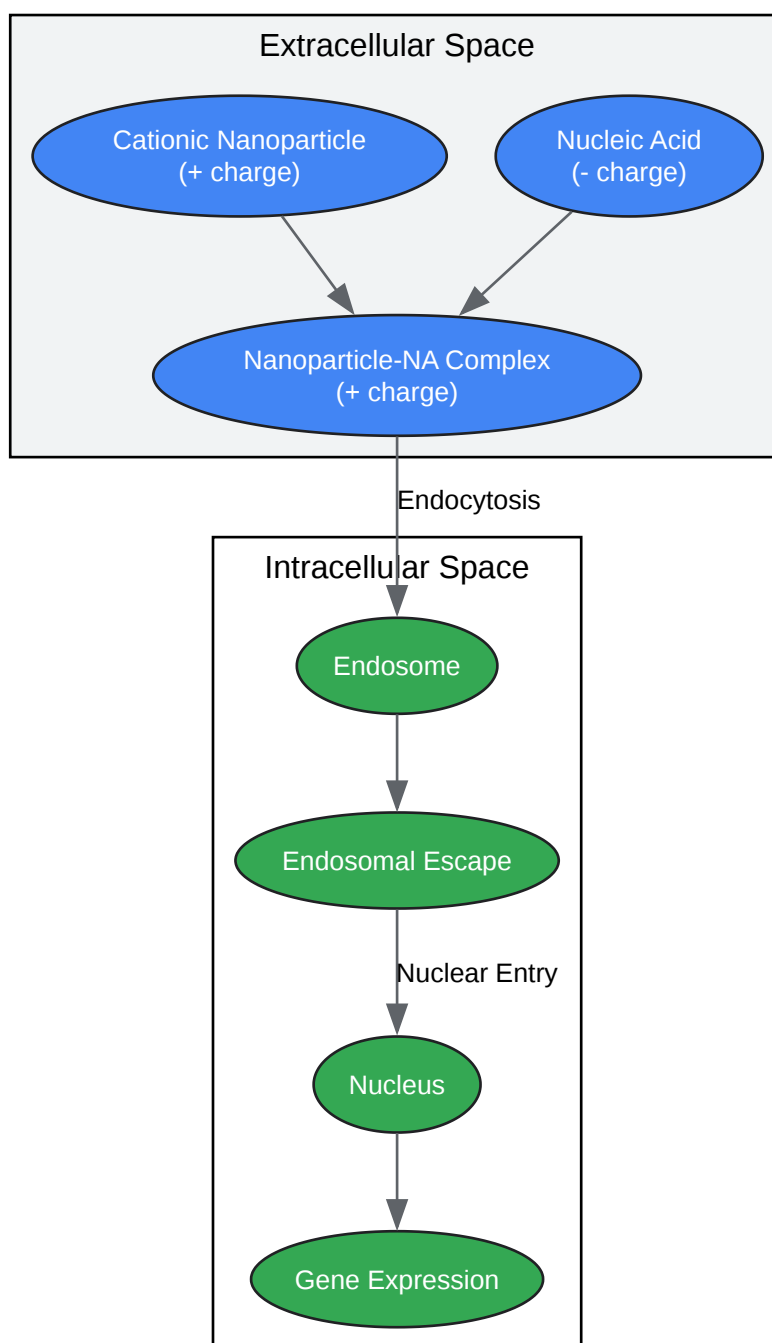 Extracellular Space
Cationic Nanoparticle
(+ charge)
Nucleic Acid
(- charge)
Nanoparticle-NA Complex
(+ charge)
Endocytosis
Intracellular Space
Endosome
Endosomal Escape
Nuclear Entry
Nucleus
Gene Expression